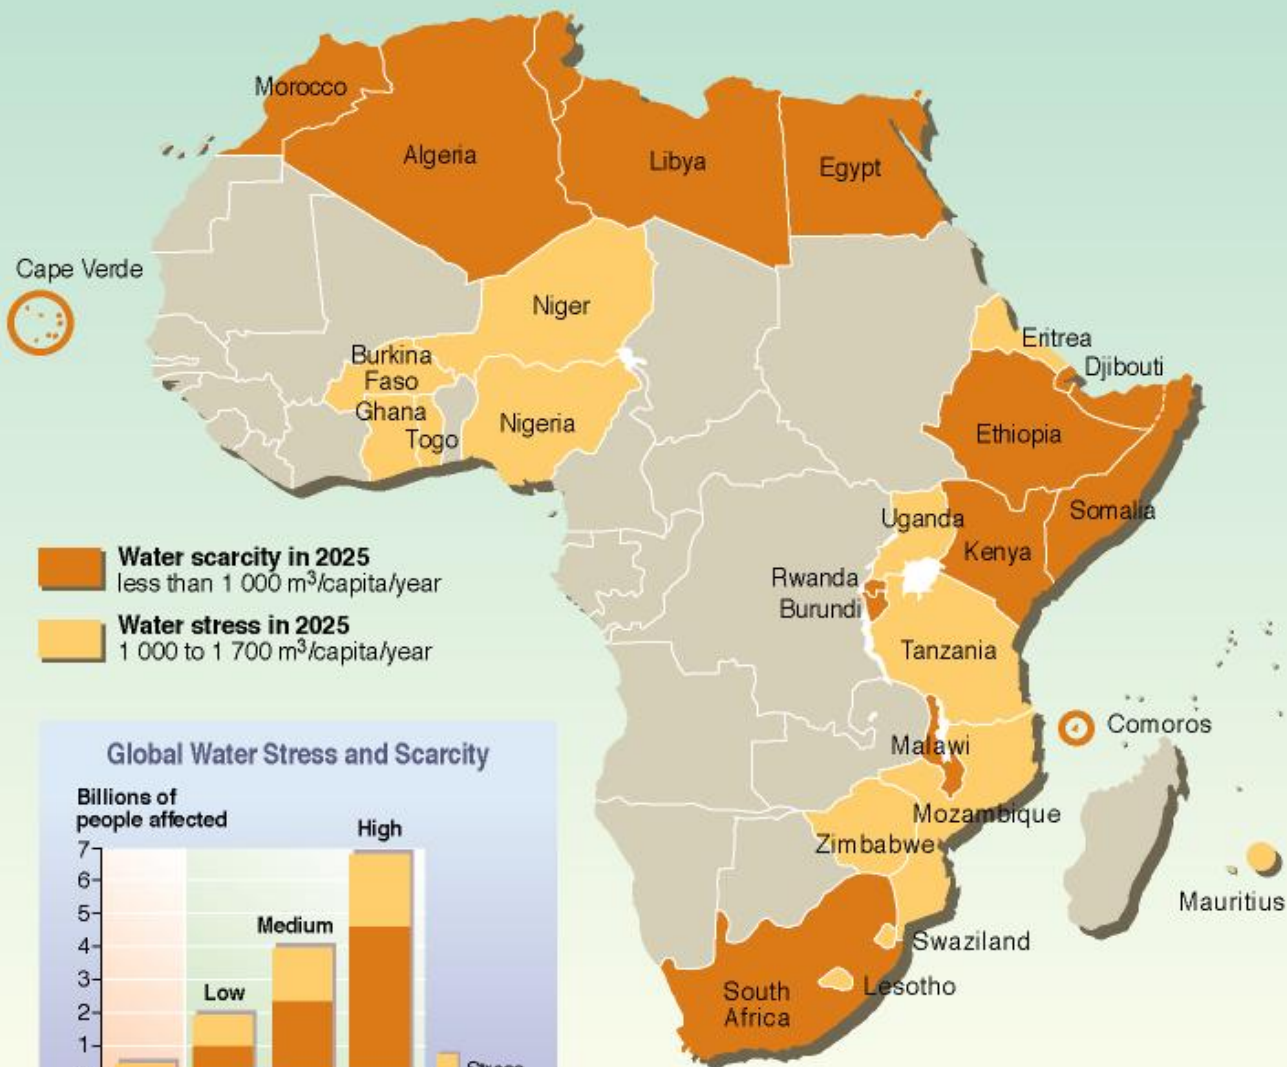 Morocco
Algeria
Libya
Egypt
Cape Verde
Niger
Eritrea
Burkina
Faso
Djibouti
Ghana
Togo
Nigeria
Ethiopia
Somalia
Uganda
Kenya
Water scarcity in 2025
less than 1 000 m³/capita/year
Rwanda
Burundi
Water stress in 2025
1 000 to 1 700 m³/capita/year
Tanzania
Comoros
Malawi
Mozambique
Zimbabwe
Mauritius
Swaziland
Lesotho
South
Africa
Global Water Stress and Scarcity
Billions of
people affected
High
7
6
5
Medium
4
3
Low
2
1